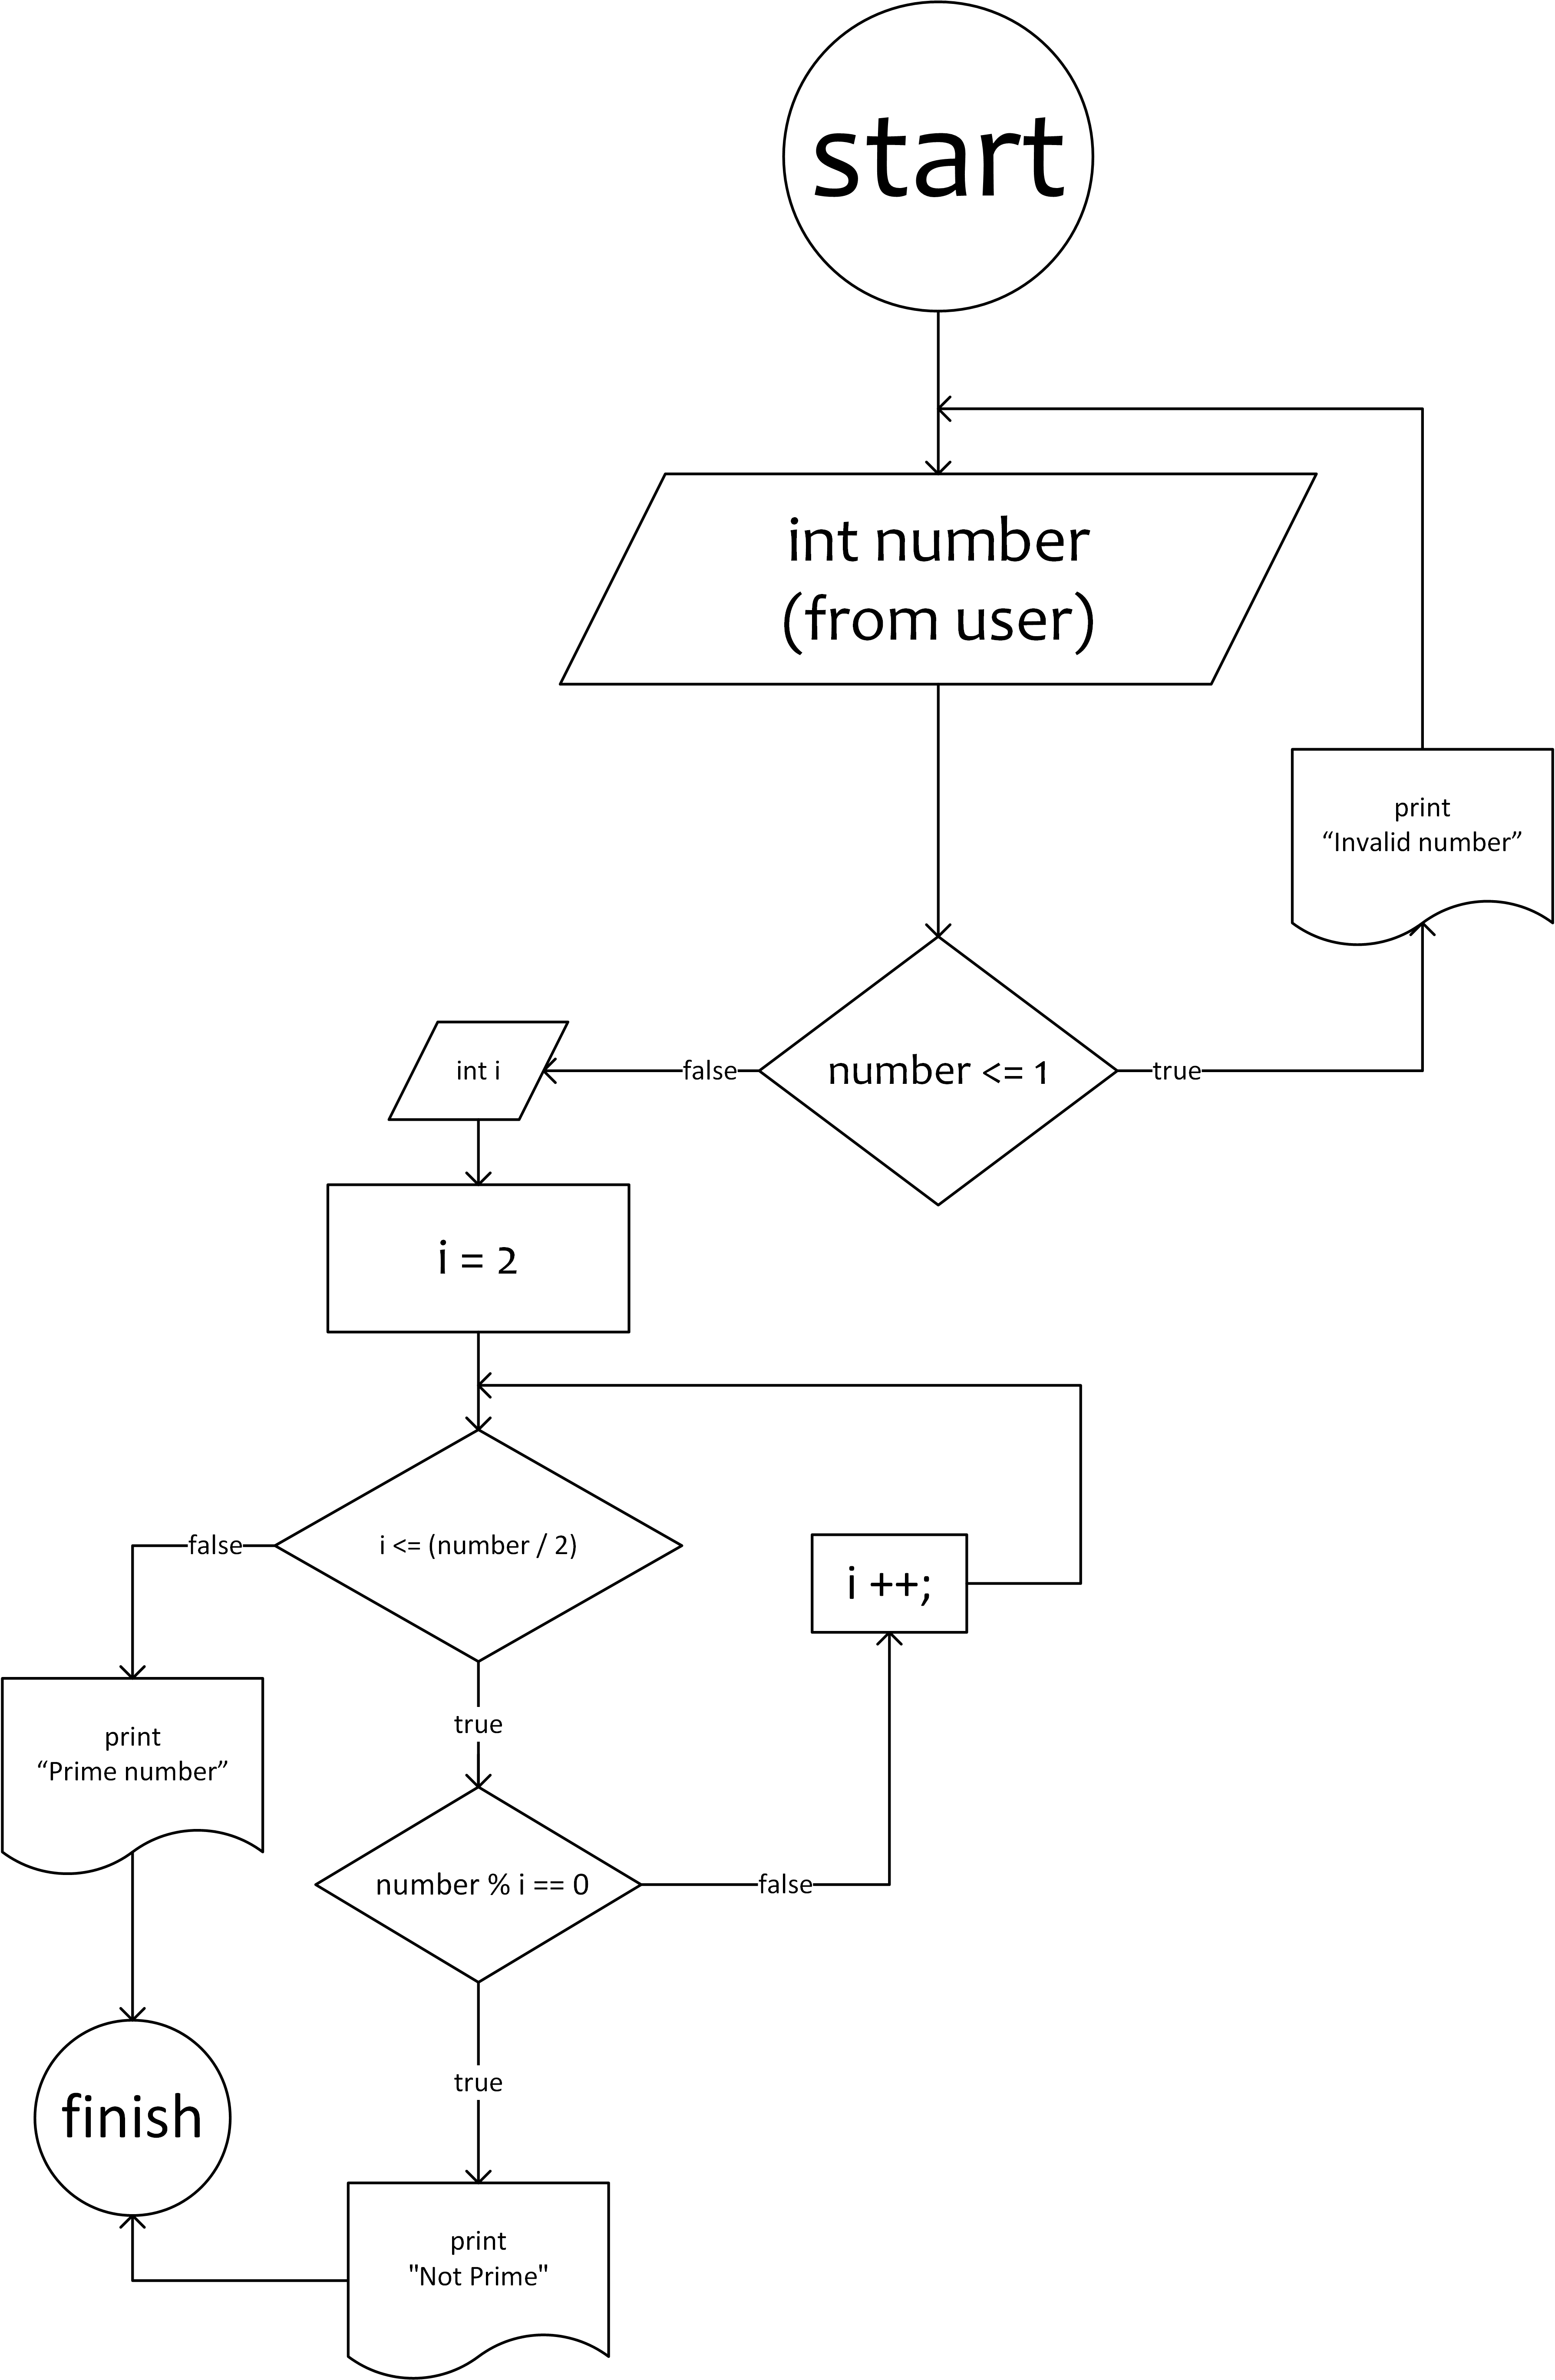 start
int number
(from user)
print
“Invalid number”
number <= 1
true
false
int i
i = 2
i <= (number / 2)
false
true
i ++;
print
“Prime number”
number % i == 0
false
true
finish
print
"Not Prime"